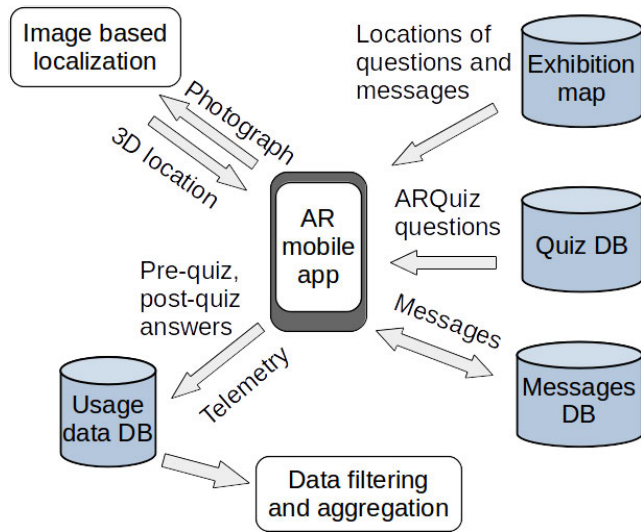 Image based
localization
Photograph
3D location
Locations of
questions and
messages
Exhibition
map
AR
mobile
app
ARQuiz
questions
Quiz DB
Pre-quiz,
post-quiz
answers
Telemetry
Messages
Messages
DB
Usage
data DB
Data filtering
and aggregation